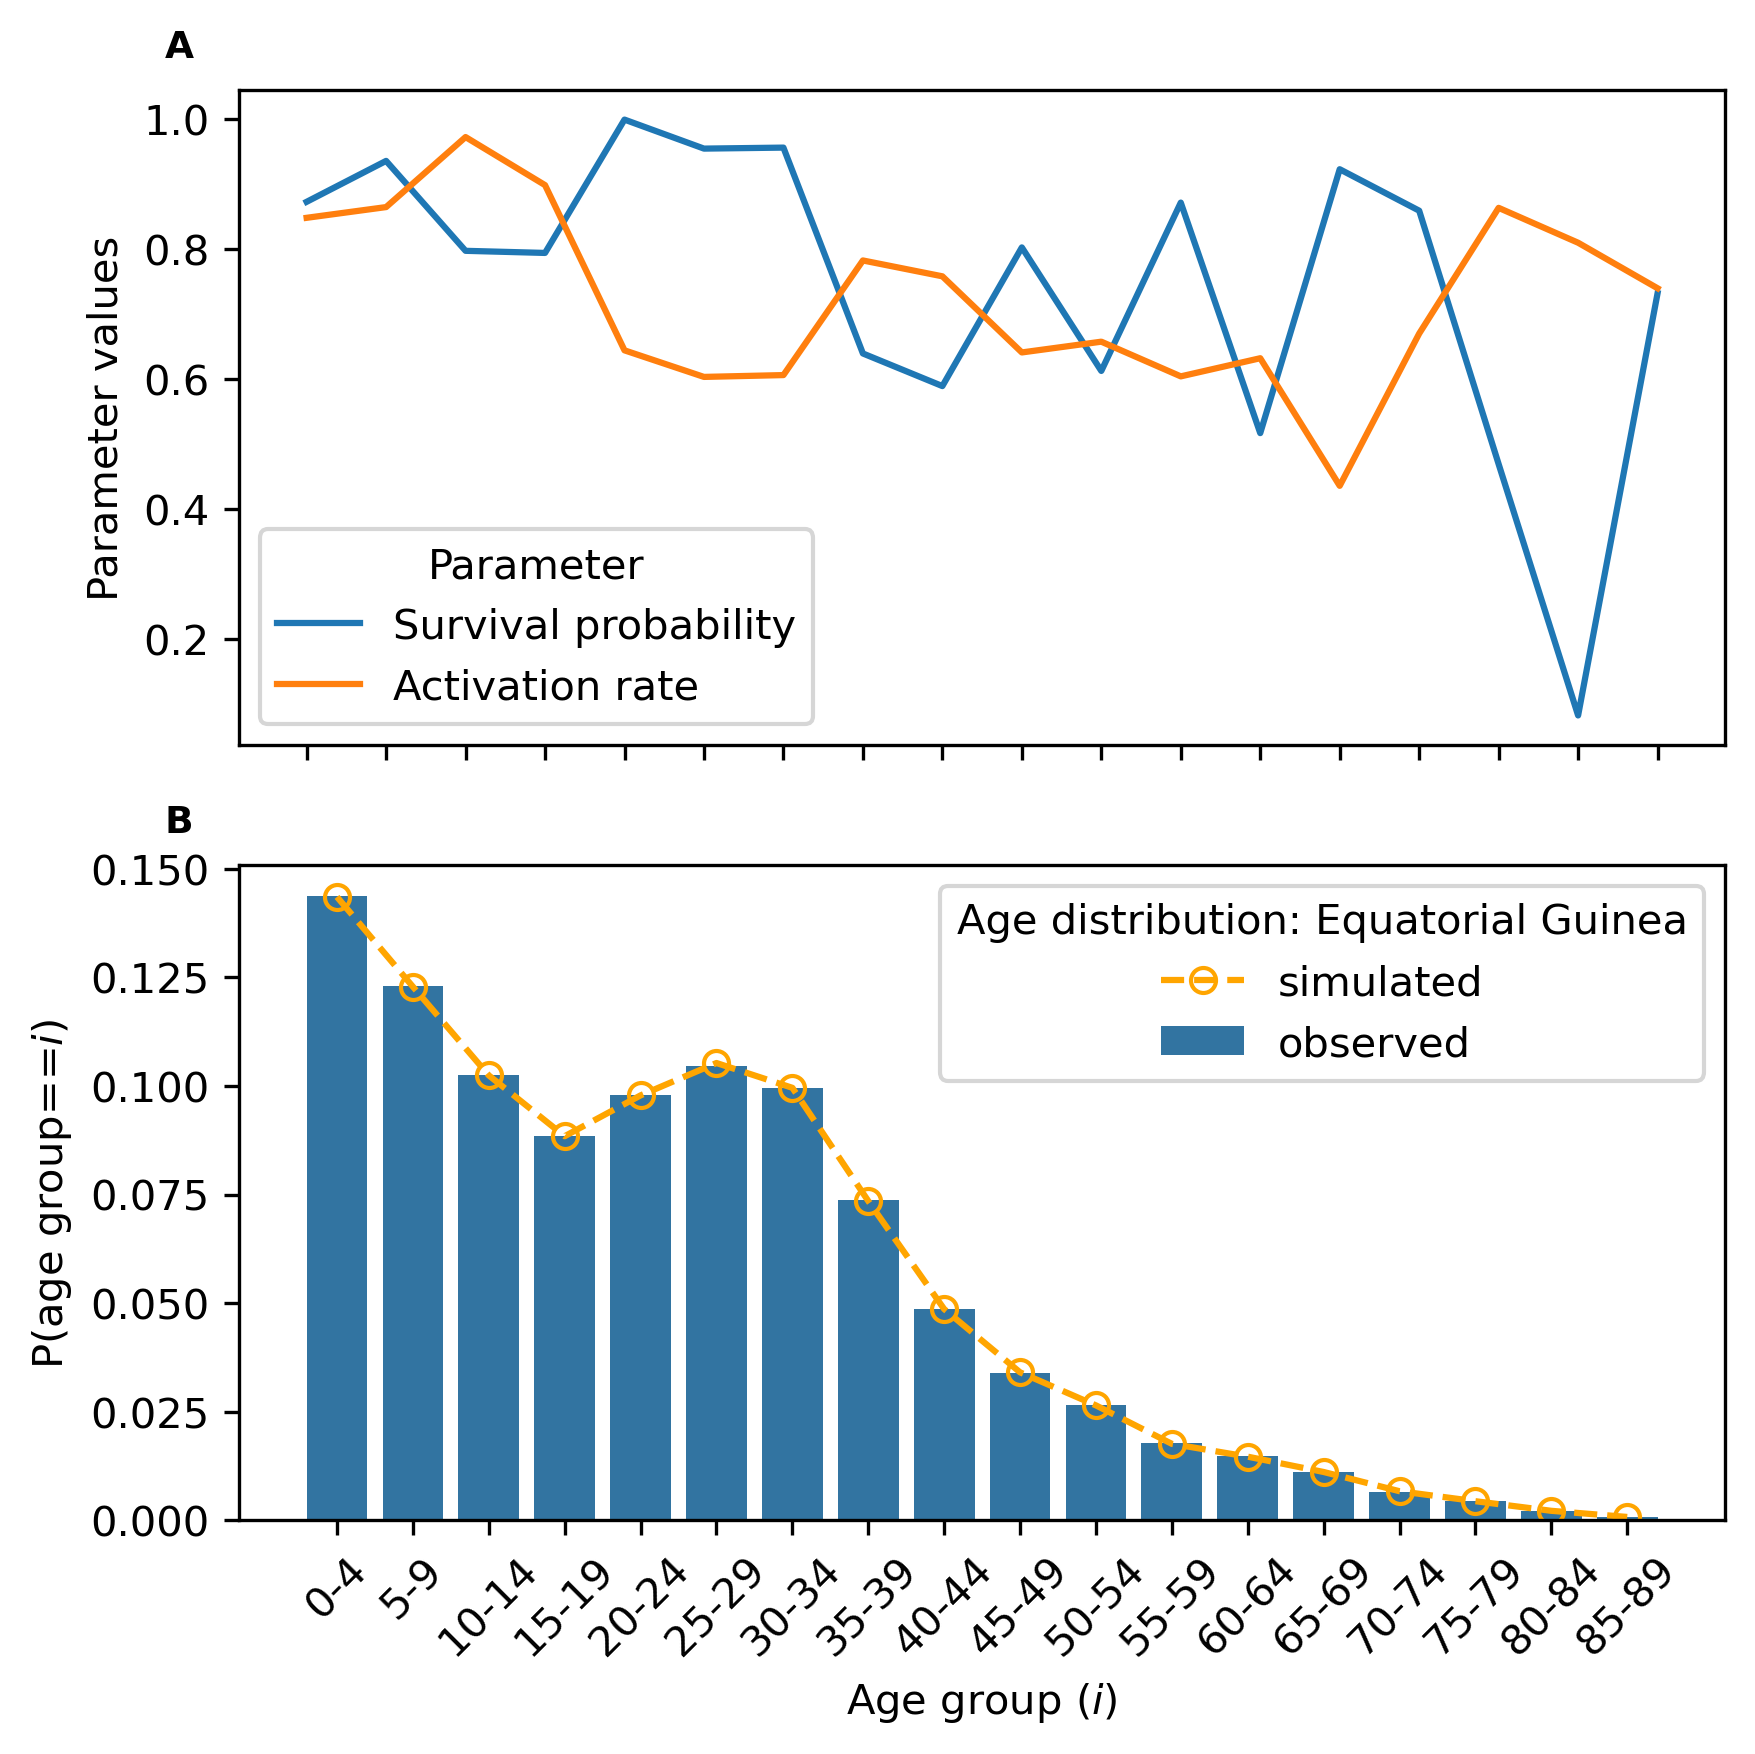 A
1.0
0.8
0.6
0.4
0.2
Parameter values
Parameter
Survival probability
Activation rate
B
0.150
0.125
0.100
0.075
0.050
0.025
0.000
P(age group==i)
Age distribution: Equatorial Guinea
simulated
observed
0-4
5-9
10-14
15-19
20-24
25-29
30-34
35-39
40-44
45-49
50-54
55-59
60-64
65-69
70-74
75-79
80-84
85-89
Age group (i)